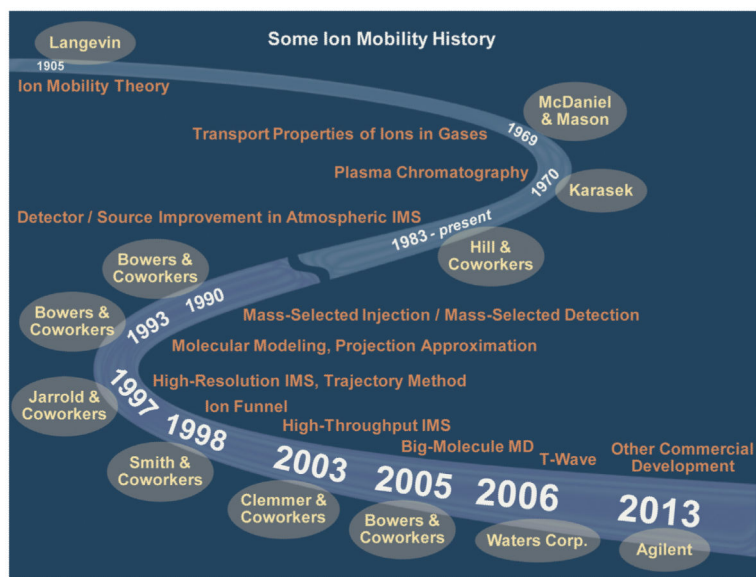 Some Ion Mobility History
Langevin
1905
Ion Mobility Theory
McDaniel
& Mason
1969
Transport Properties of Ions in Gases
Plasma Chromatography
1970
Karasek
Detector / Source Improvement in Atmospheric IMS
1983 - present
Hill &
Coworkers
Bowers &
Coworkers
1990
Mass-Selected Injection / Mass-Selected Detection
Bowers &
Coworkers
1993
Molecular Modeling, Projection Approximation
Jarrold &
Coworkers
1997
High-Resolution IMS, Trajectory Method
Ion Funnel
1998
Smith &
Coworkers
High-Throughput IMS
2003
Clemmer &
Coworkers
Big-Molecule MD
2005
Bowers &
Coworkers
T-Wave
2006
Waters Corp.
Other Commercial
Development
2013
Agilent